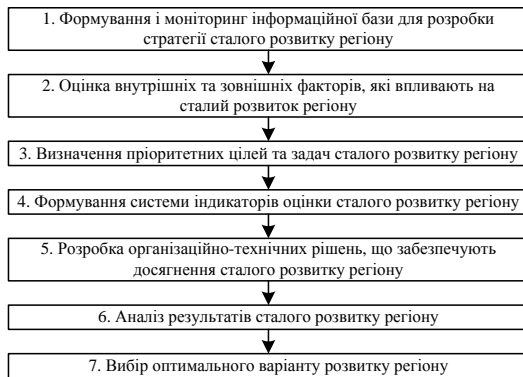 1. Формування і моніторинг інформаційної бази для розробки
стратегії сталого розвитку регіону
2. Оцінка внутрішніх та зовнішніх факторів, які впливають на
сталий розвиток регіону
3. Визначення пріоритетних цілей та задач сталого розвитку регіону
4. Формування системи індикаторів оцінки сталого розвитку регіону
5. Розробка організаційно-технічних рішень, що забезпечують
досягнення сталого розвитку регіону
6. Аналіз результатів сталого розвитку регіону
7. Вибір оптимального варіанту розвитку регіону